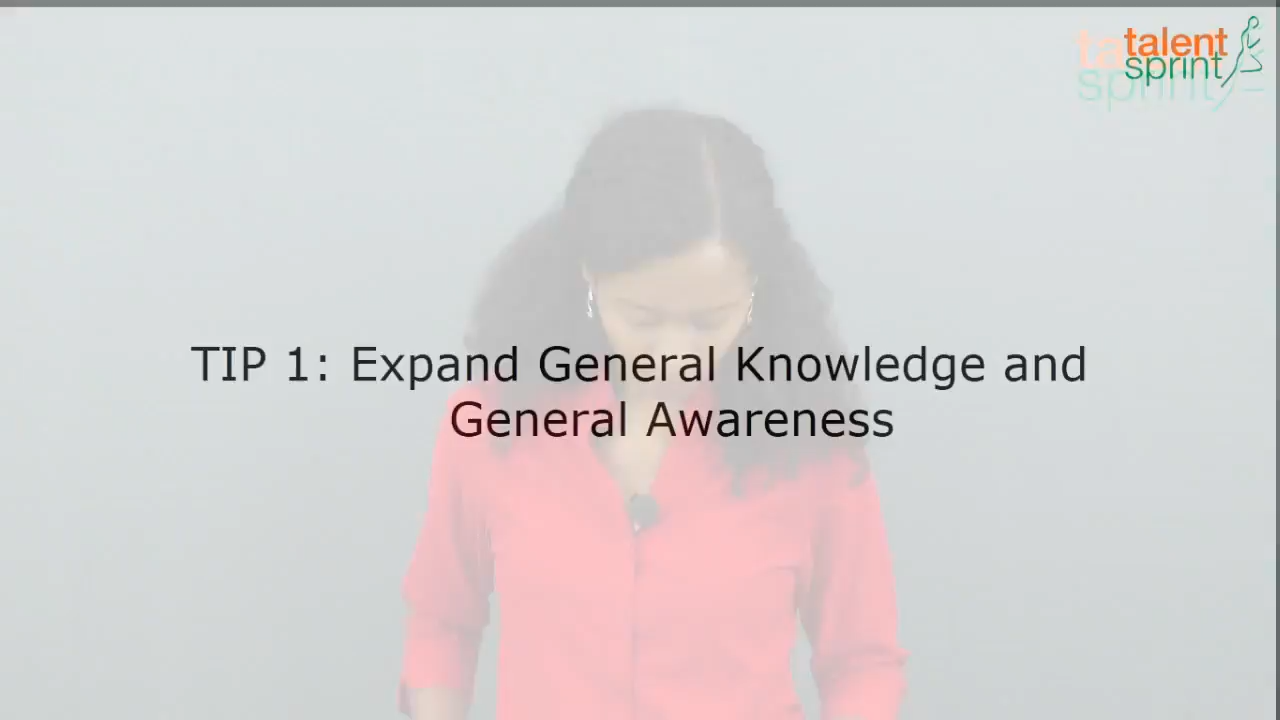 talent
sprint
TIP 1: Expand General Knowledge and
General Awareness